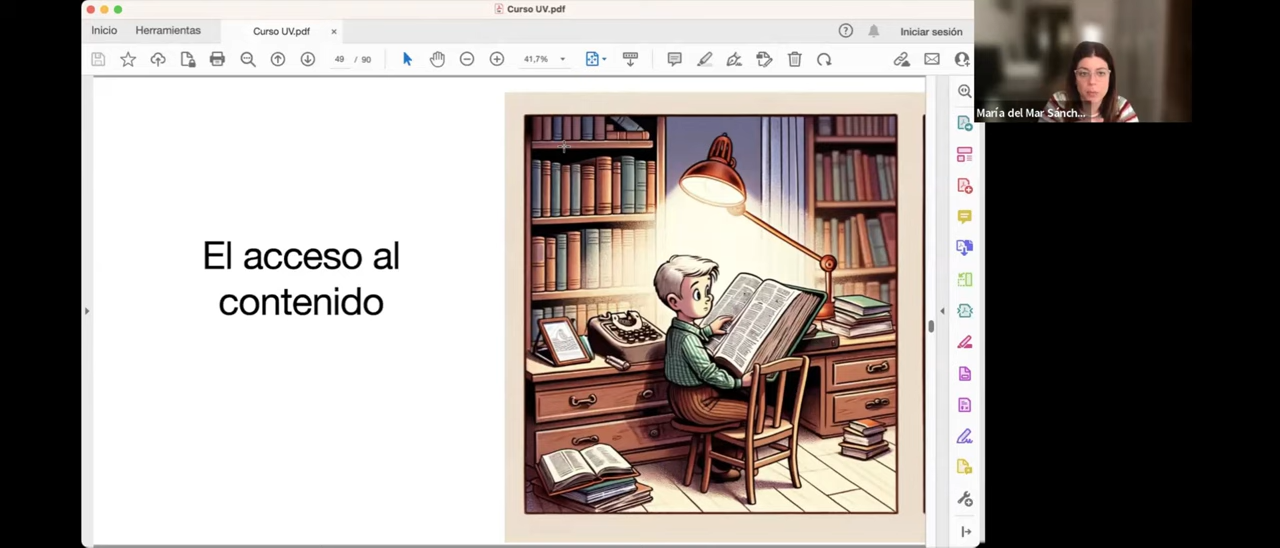 Curso UV.pdf
Inicio
Herramientas
Curso UV.pdf
Iniciar sesión
49 / 90
41,7%
María del Mar Sánch...
El acceso al
contenido